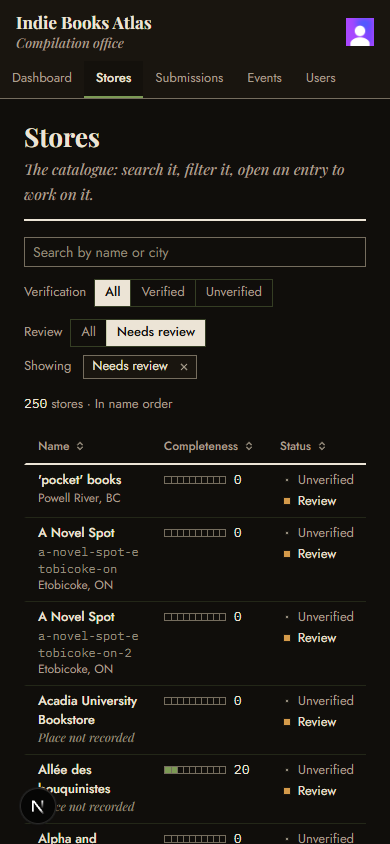 Indie Books Atlas
Compilation office
Dashboard Stores Submissions Events Users
Stores
The catalogue: search it, filter it, open an entry to
work on it.
Search by name or city
Verification All Verified Unverified
Review All Needs review
Showing Needs review ×
250 stores · In name order
Name Completeness Status
'pocket' books 0 Unverified
Powell River, BC Review
A Novel Spot 0 Unverified
a-novel-spot-e Review
tobicoke-on
Etobicoke, ON
A Novel Spot 0 Unverified
a-novel-spot-e Review
tobicoke-on-2
Etobicoke, ON
Acadia University 0 Unverified
Bookstore Review
Place not recorded
Allée des 20 Unverified
bouquinistes Review
N not recorded
Alpha and 0 Unverified